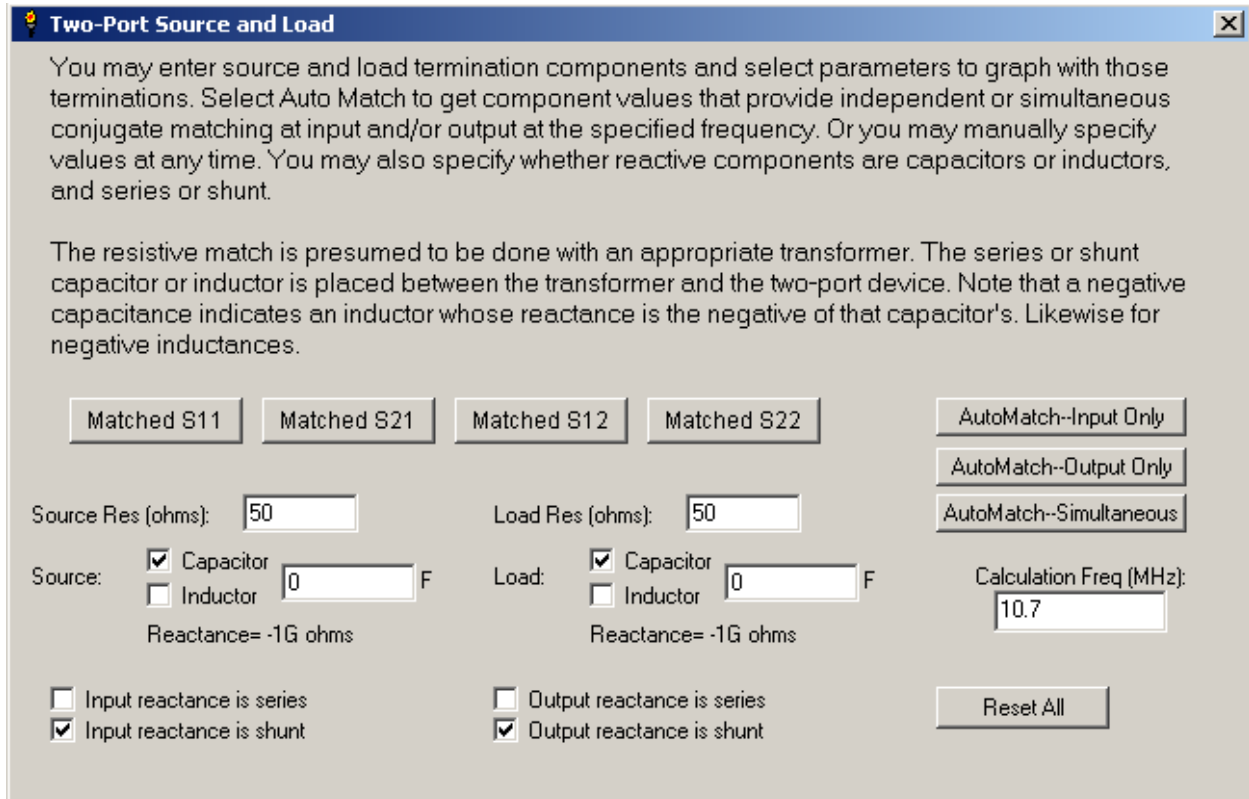 Two-Port Source and Load
You may enter source and load termination components and select parameters to graph with those
terminations. Select Auto Match to get component values that provide independent or simultaneous
conjugate matching at input and/or output at the specified frequency. Or you may manually specify
values at any time. You may also specify whether reactive components are capacitors or inductors,
and series or shunt.
The resistive match is presumed to be done with an appropriate transformer. The series or shunt
capacitor or inductor is placed between the transformer and the two-port device. Note that a negative
capacitance indicates an inductor whose reactance is the negative of that capacitor's. Likewise for
negative inductances.
Matched S11 Matched S21 Matched S12 Matched S22 AutoMatch--Input Only
AutoMatch--Output Only
Source Res (ohms): 50 Load Res (ohms): 50 AutoMatch--Simultaneous
Source: Capacitor 0 F Load: Capacitor 0 F Calculation Freq (MHz):
Inductor Inductor 10.7
Reactance= -1G ohms Reactance= -1G ohms
Input reactance is series Output reactance is series Reset All
Input reactance is shunt Output reactance is shunt